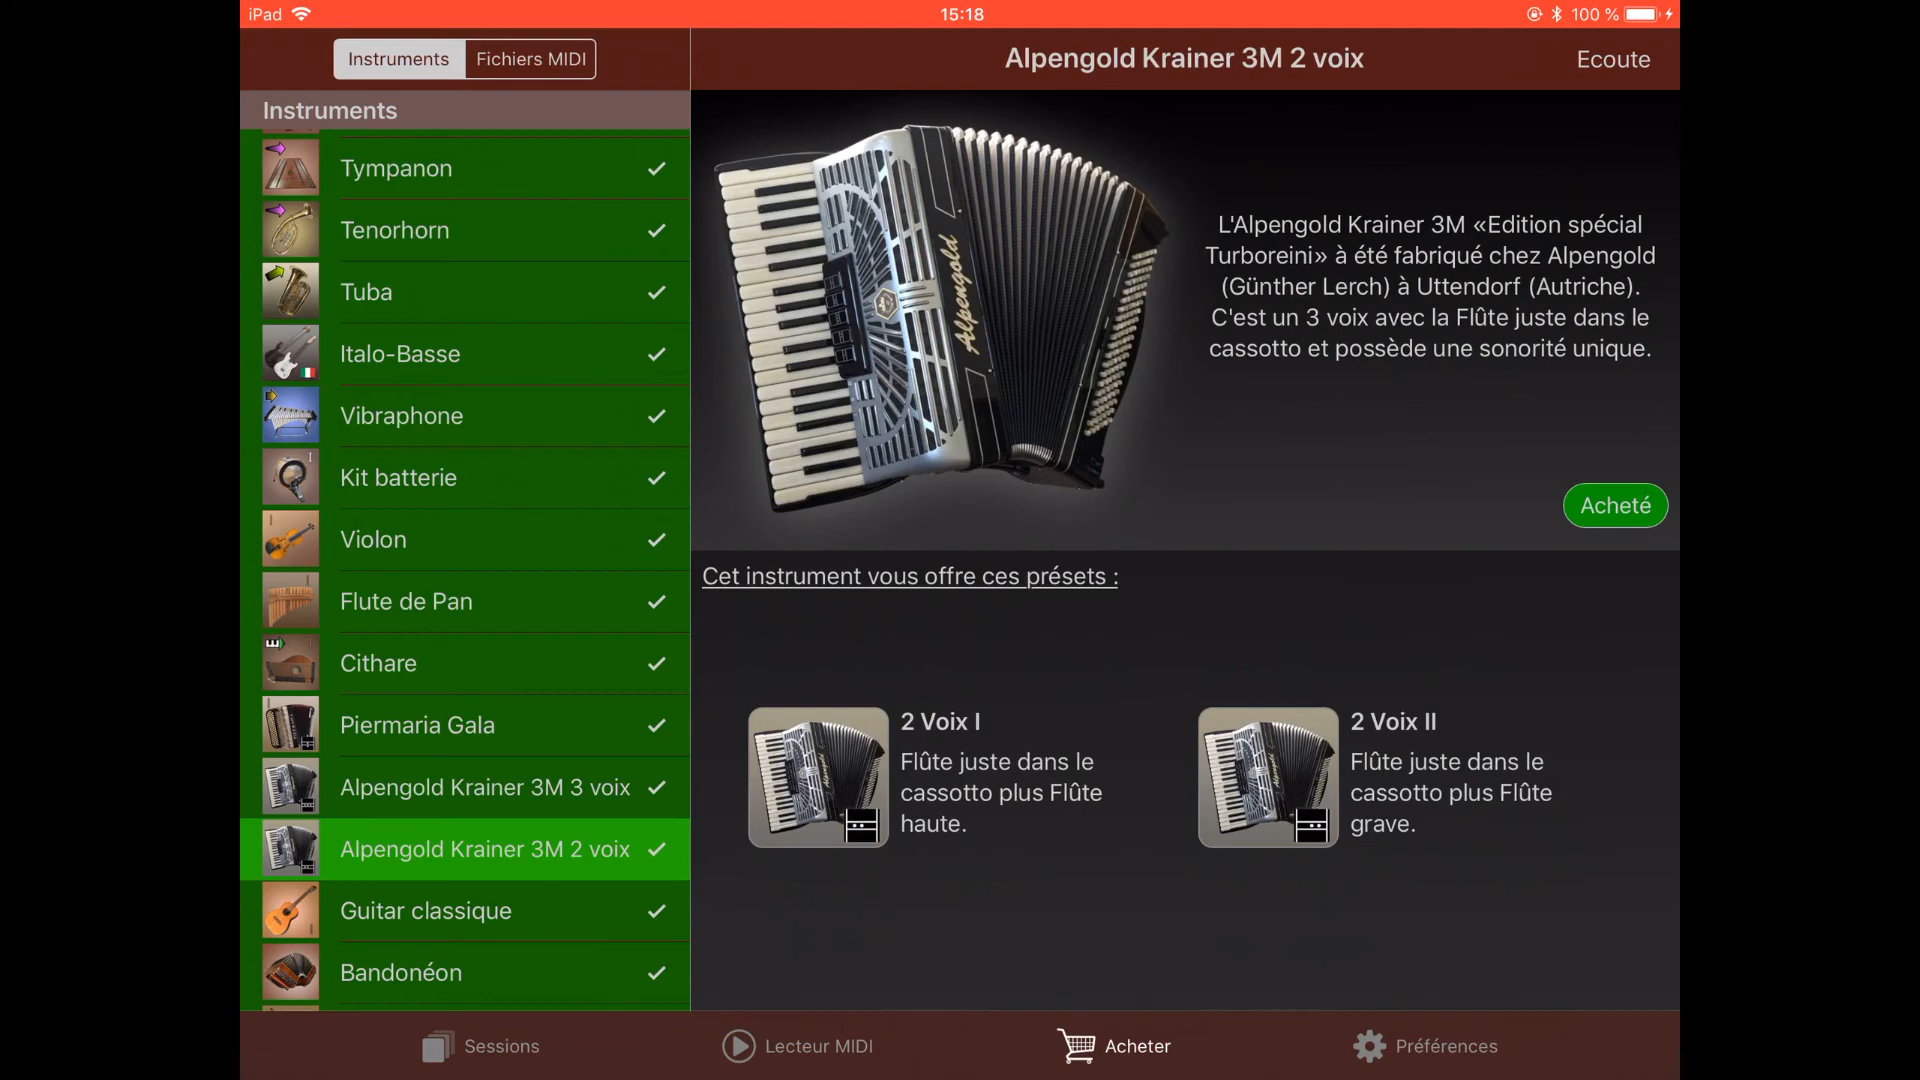 iPad
15:18
100 %
Instruments
Fichiers MIDI
Alpengold Krainer 3M 2 voix
Ecoute
Instruments
Tympanon
Tenorhorn
Tuba
Italo-Basse
Vibraphone
Kit batterie
Violon
Flute de Pan
Cithare
Piermaria Gala
Alpengold Krainer 3M 3 voix
Alpengold Krainer 3M 2 voix
Guitar classique
Bandonéon
Alpengold
L'Alpengold Krainer 3M «Edition spécial
Turboreini» à été fabriqué chez Alpengold
(Günther Lerch) à Uttendorf (Autriche).
C'est un 3 voix avec la Flûte juste dans le
cassotto et possède une sonorité unique.
Acheté
Cet instrument vous offre ces présets :
2 Voix I
Flûte juste dans le
cassotto plus Flûte
haute.
2 Voix II
Flûte juste dans le
cassotto plus Flûte
grave.
Sessions
Lecteur MIDI
Acheter
Préférences